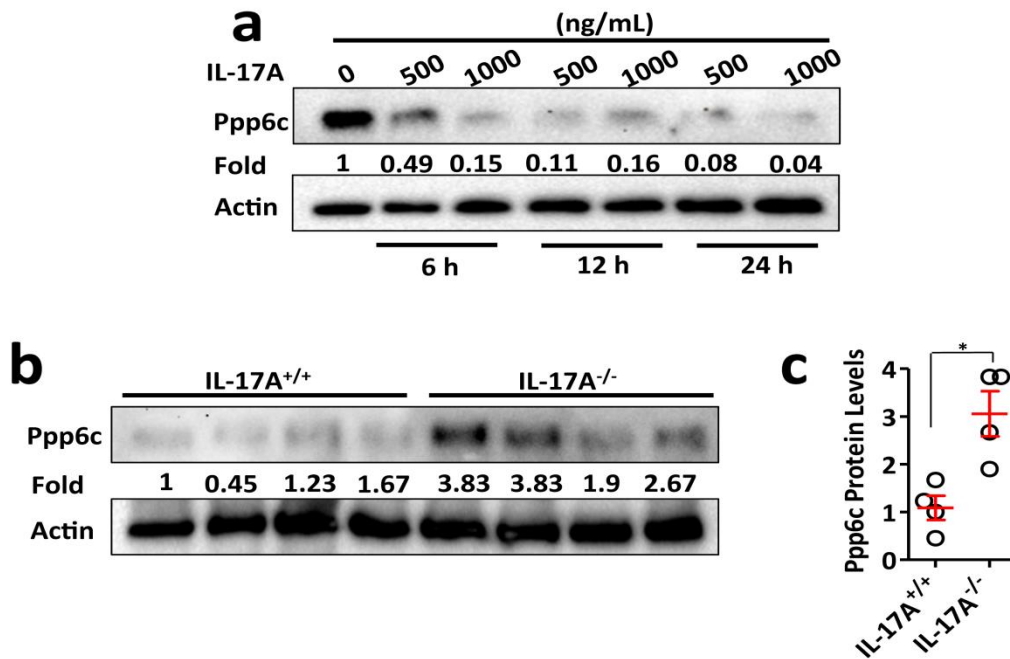 a
(ng/mL)
IL-17A 0 500 1000 500 1000 500 1000
Ppp6c
Fold 1 0.49 0.15 0.11 0.16 0.08 0.04
Actin
6 h 12 h 24 h
b
IL-17A+/+ IL-17A-/-
Ppp6c
Fold 1 0.45 1.23 1.67 3.83 3.83 1.9 2.67
Actin
c
*
Ppp6c Protein Levels
4
3
2
1
0
IL-17A+/+ IL-17A-/-